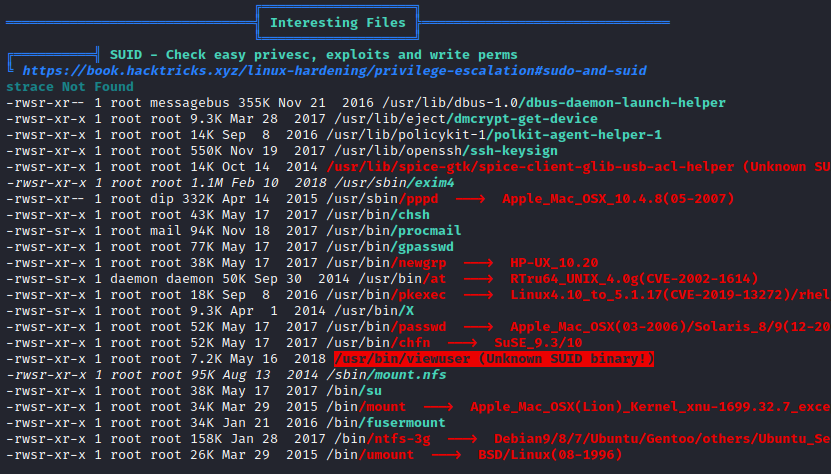 Interesting Files
SUID - Check easy privesc, exploits and write perms
https://book.hacktricks.xyz/linux-hardening/privilege-escalation#sudo-and-suid
strace Not Found
-rwsr-xr-- 1 root messagebus 355K Nov 21  2016 /usr/lib/dbus-1.0/dbus-daemon-launch-helper
-rwsr-xr-x 1 root root 9.3K Mar 28  2017 /usr/lib/eject/dmcrypt-get-device
-rwsr-xr-x 1 root root 14K Sep  8  2016 /usr/lib/policykit-1/polkit-agent-helper-1
-rwsr-xr-x 1 root root 550K Nov 19  2017 /usr/lib/openssh/ssh-keysign
-rwsr-xr-x 1 root root 14K Oct 14  2014 /usr/lib/spice-gtk/spice-client-glib-usb-acl-helper (Unknown SU
-rwsr-xr-x 1 root root 1.1M Feb 10  2018 /usr/sbin/exim4
-rwsr-xr-- 1 root dip 332K Apr 14  2015 /usr/sbin/pppd  --->  Apple_Mac_OSX_10.4.8(05-2007)
-rwsr-xr-x 1 root root 43K May 17  2017 /usr/bin/chsh
-rwsr-sr-x 1 root mail 94K Nov 18  2017 /usr/bin/procmail
-rwsr-xr-x 1 root root 77K May 17  2017 /usr/bin/gpasswd
-rwsr-xr-x 1 root root 38K May 17  2017 /usr/bin/newgrp  --->  HP-UX_10.20
-rwsr-sr-x 1 daemon daemon 50K Sep 30  2014 /usr/bin/at  --->  RTru64_UNIX_4.0g(CVE-2002-1614)
-rwsr-xr-x 1 root root 18K Sep  8  2016 /usr/bin/pkexec  --->  Linux4.10_to_5.1.17(CVE-2019-13272)/rhel
-rwsr-sr-x 1 root root 9.3K Apr  1  2014 /usr/bin/X
-rwsr-xr-x 1 root root 52K May 17  2017 /usr/bin/passwd  --->  Apple_Mac_OSX(03-2006)/Solaris_8/9(12-20
-rwsr-xr-x 1 root root 52K May 17  2017 /usr/bin/chfn  --->  SuSE_9.3/10
-rwsr-xr-x 1 root root 7.2K May 16  2018 /usr/bin/viewuser (Unknown SUID binary!)
-rwsr-xr-x 1 root root 95K Aug 13  2014 /sbin/mount.nfs
-rwsr-xr-x 1 root root 38K May 17  2017 /bin/su
-rwsr-xr-x 1 root root 34K Mar 29  2015 /bin/mount  --->  Apple_Mac_OSX(Lion)_Kernel_xnu-1699.32.7_exce
-rwsr-xr-x 1 root root 34K Jan 21  2016 /bin/fusermount
-rwsr-xr-x 1 root root 158K Jan 28  2017 /bin/ntfs-3g  --->  Debian9/8/7/Ubuntu/Gentoo/others/Ubuntu_Se
-rwsr-xr-x 1 root root 26K Mar 29  2015 /bin/umount  --->  BSD/Linux(08-1996)